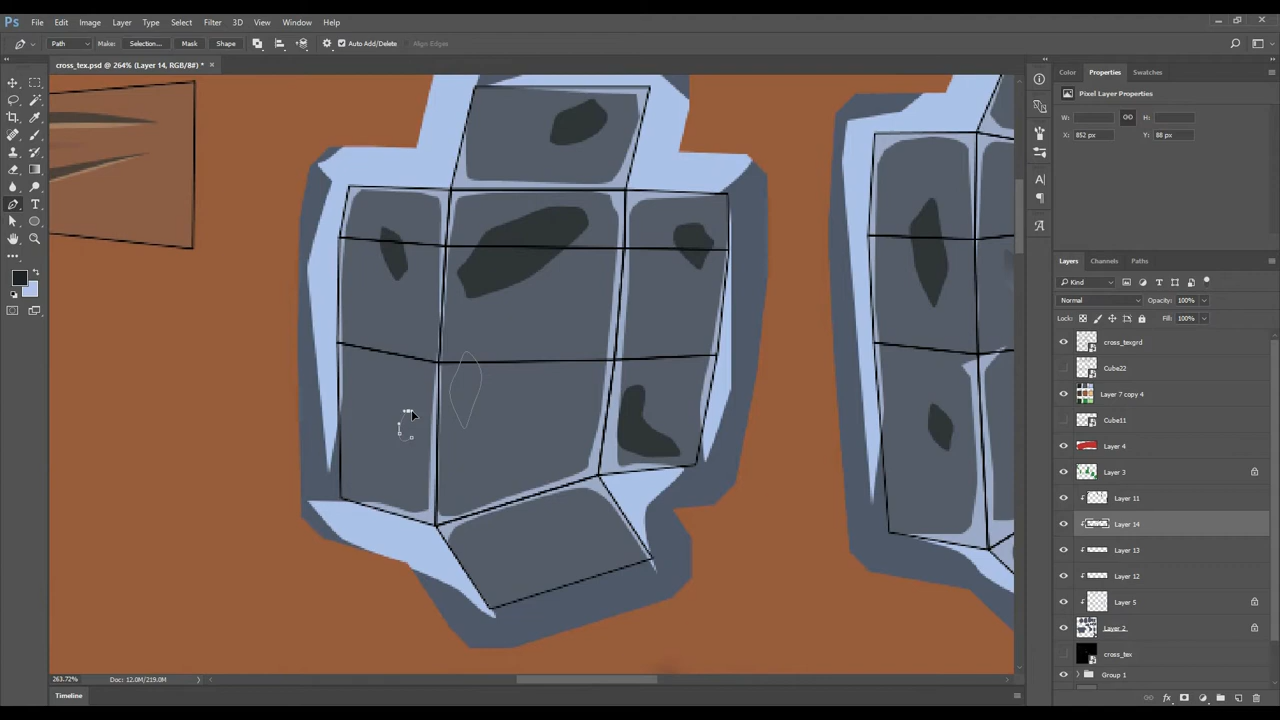 Ps File Edit Image Layer Type Select Filter 3D View Window Help
Path Make: Selection... Mask Shape Auto Add/Delete Align Edges
cross_tex.psd @ 264% (Layer 14, RGB/8#) * ×
Color Properties Swatches
Pixel Layer Properties
W: H:
X: 852 px Y: 88 px
Layers Channels Paths
Kind
Normal Opacity: 100%
Lock: Fill: 100%
cross_texgrd
Cube22
Layer 7 copy 4
Cube11
Layer 4
Layer 3
Layer 11
Layer 14
Layer 13
Layer 12
Layer 5
Layer 2
cross_tex
Group 1
263.72% Doc: 12.0M/219.0M
Timeline